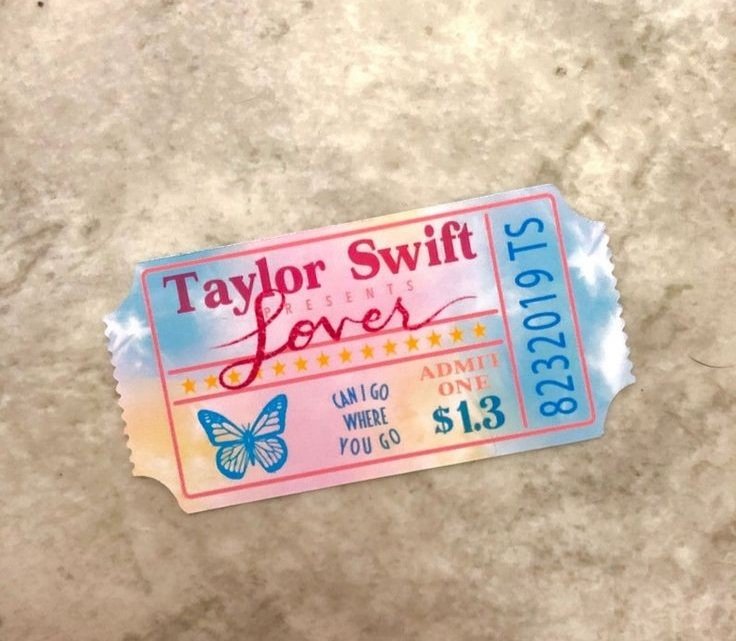 Taylor Swift
PRESENTS
Lover
CAN I GO
WHERE
YOU GO
ADMIT
ONE
$1.3
8232019 TS